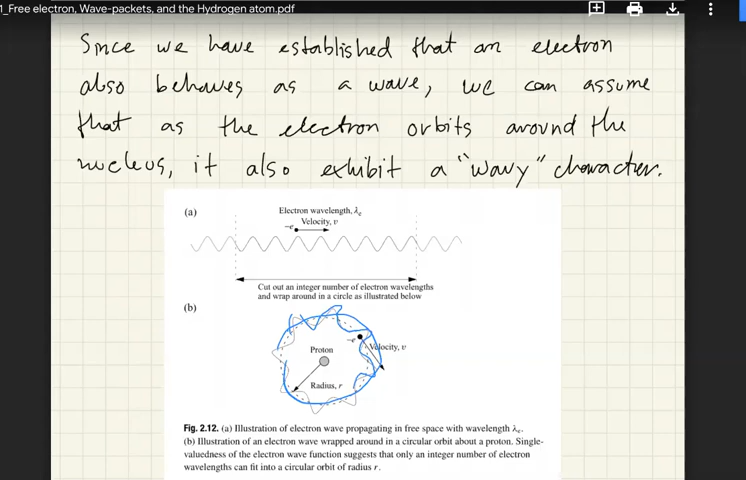 1_Free electron, Wave-packets, and the Hydrogen atom.pdf
Since we have established that an electron
also behaves as a wave, we can assume
that as the electron orbits around the
nucleus, it also exhibit a "wavy" character.
(a)
Electron wavelength, λe
Velocity, v
−e
Cut out an integer number of electron wavelengths
and wrap around in a circle as illustrated below
(b)
−e
Velocity, v
Proton
Radius, r
Fig. 2.12. (a) Illustration of electron wave propagating in free space with wavelength λe.
(b) Illustration of an electron wave wrapped around in a circular orbit about a proton. Single-
valuedness of the electron wave function suggests that only an integer number of electron
wavelengths can fit into a circular orbit of radius r.